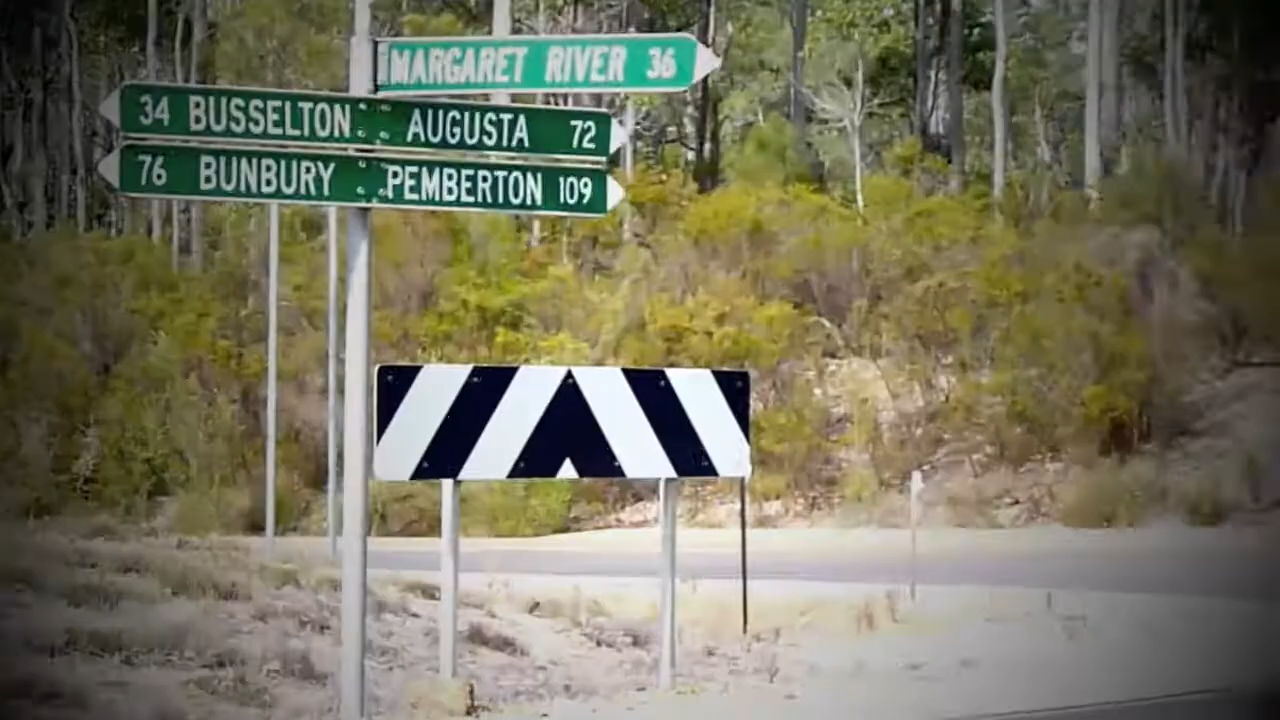 MARGARET RIVER 36
34 BUSSELTON AUGUSTA 72
76 BUNBURY PEMBERTON 109